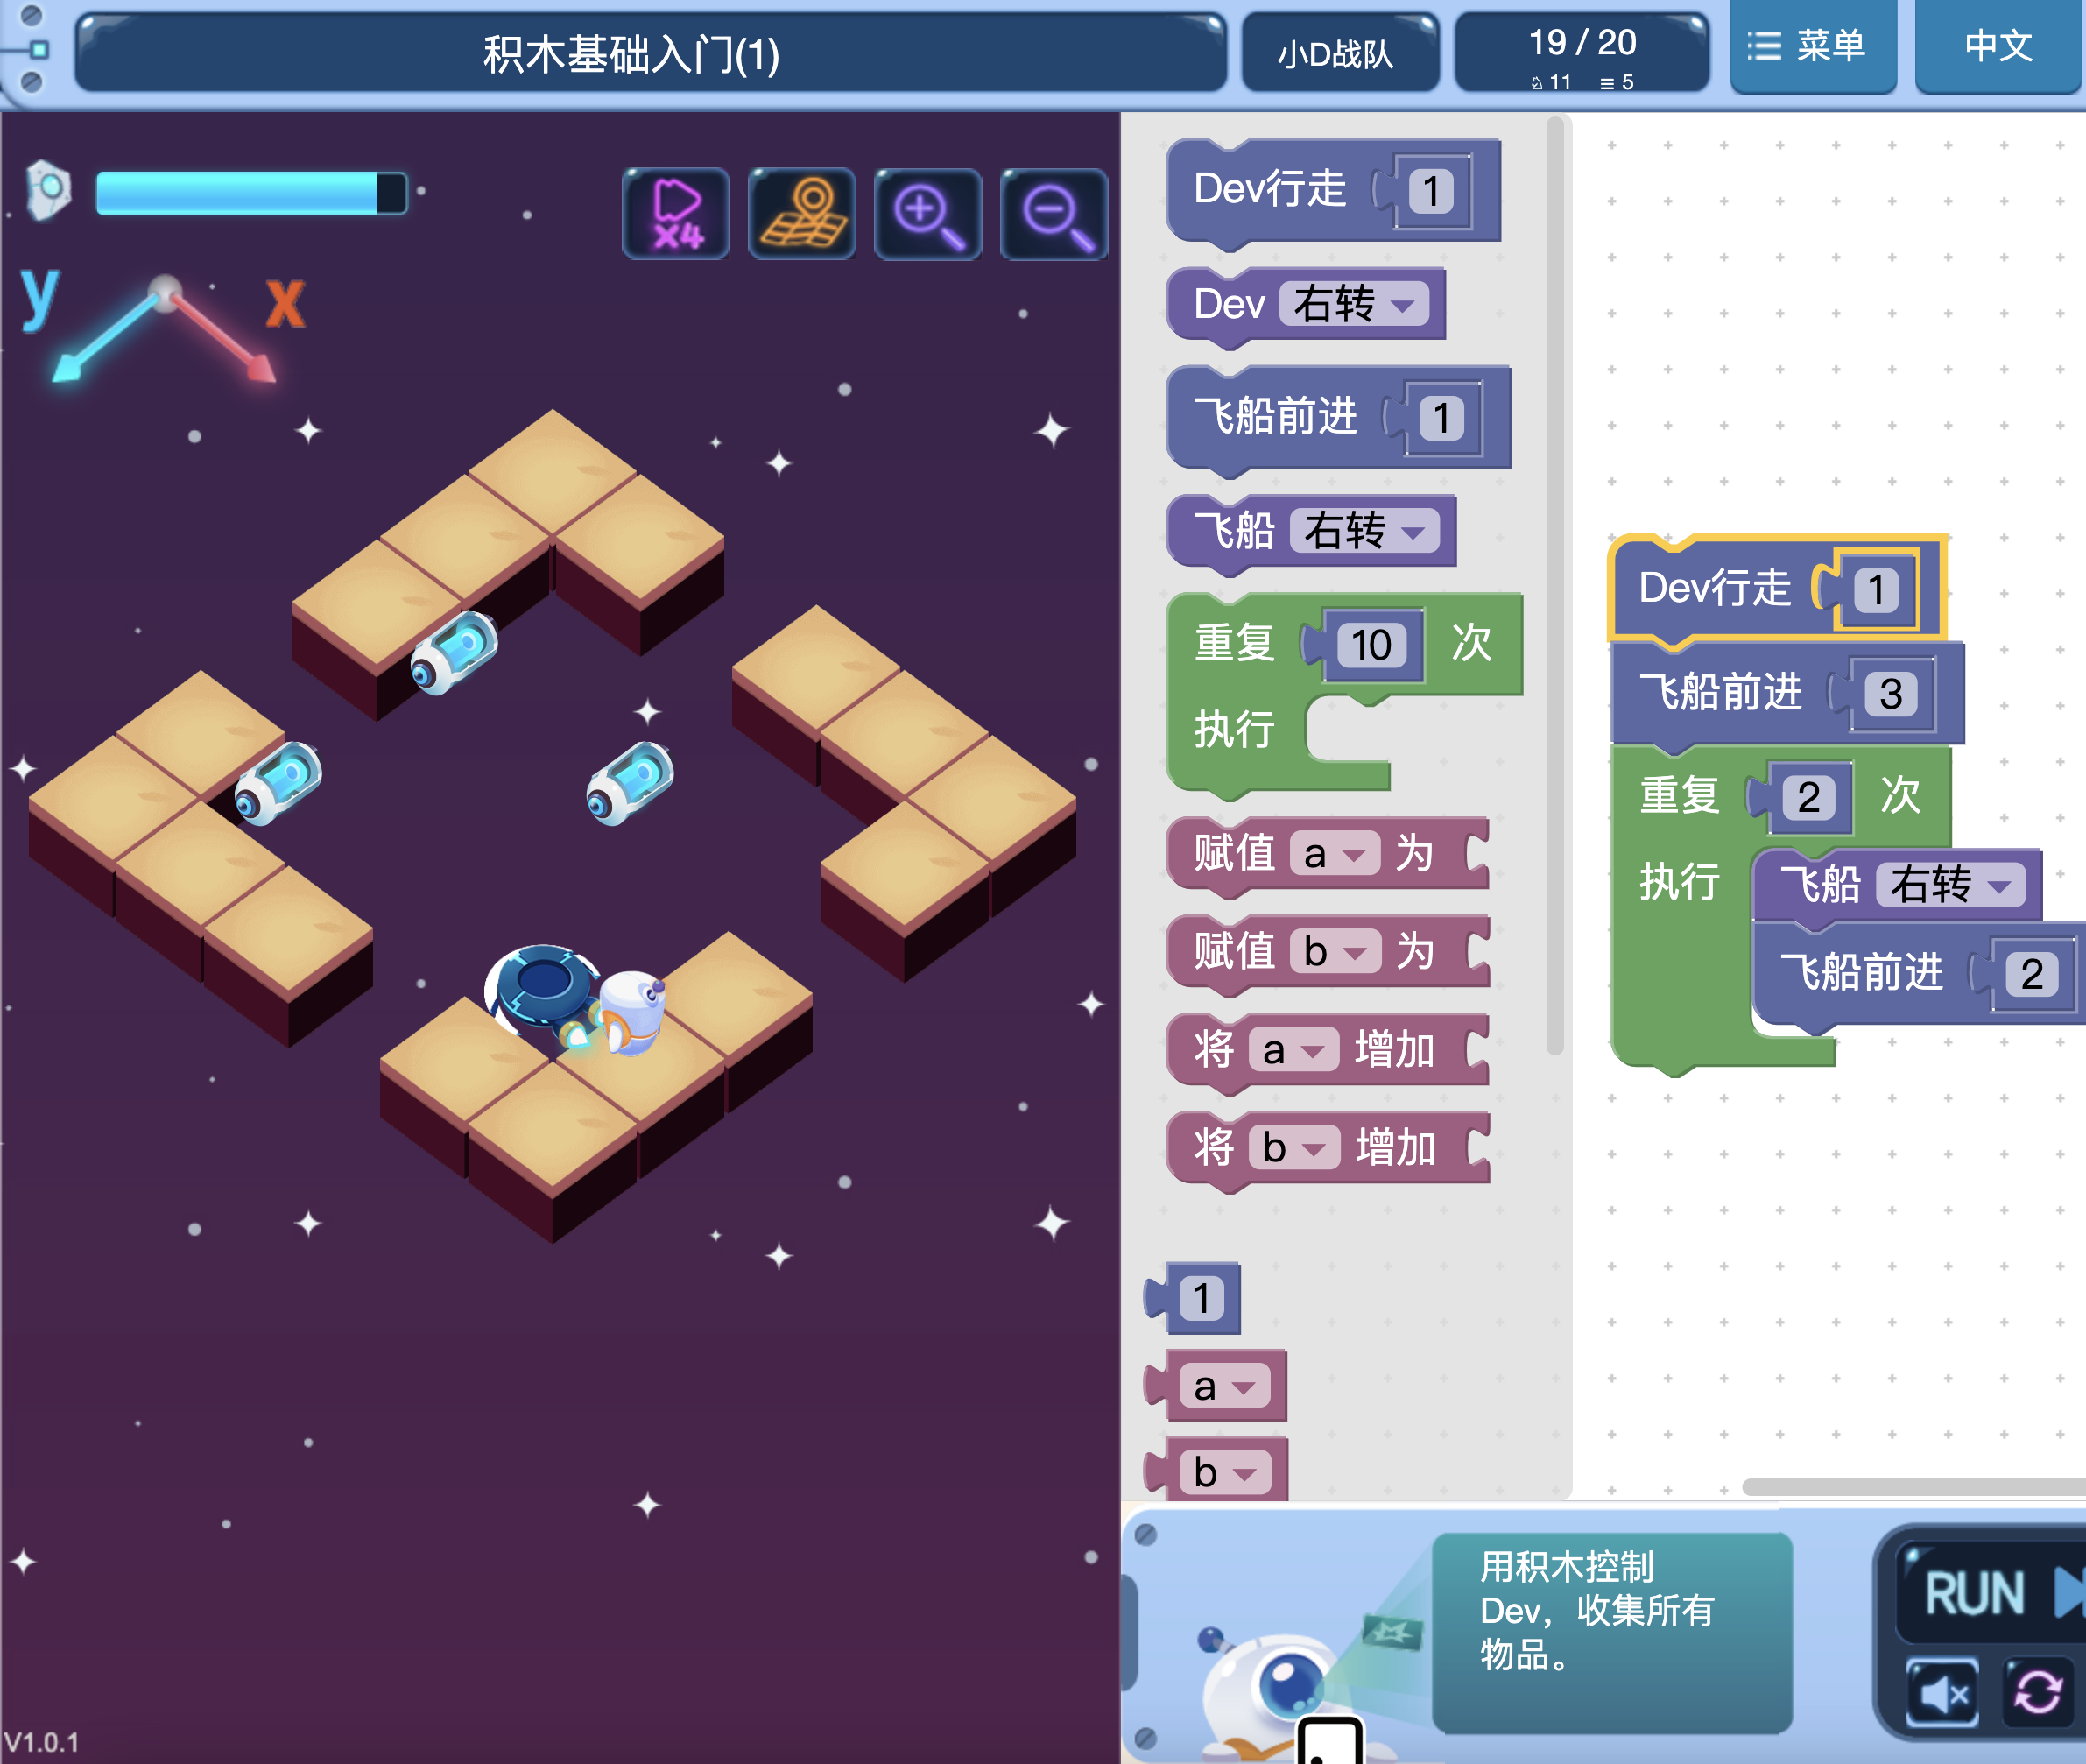 积木基础入门(1)
小D战队
19 / 20
11
5
菜单
中文
x4
y
x
Dev行走 1
Dev 右转
飞船前进 1
飞船 右转
重复 10 次
执行
赋值 a 为
赋值 b 为
将 a 增加
将 b 增加
1
a
b
Dev行走 1
飞船前进 3
重复 2 次
执行 飞船 右转
飞船前进 2
用积木控制
Dev，收集所有
物品。
RUN
V1.0.1